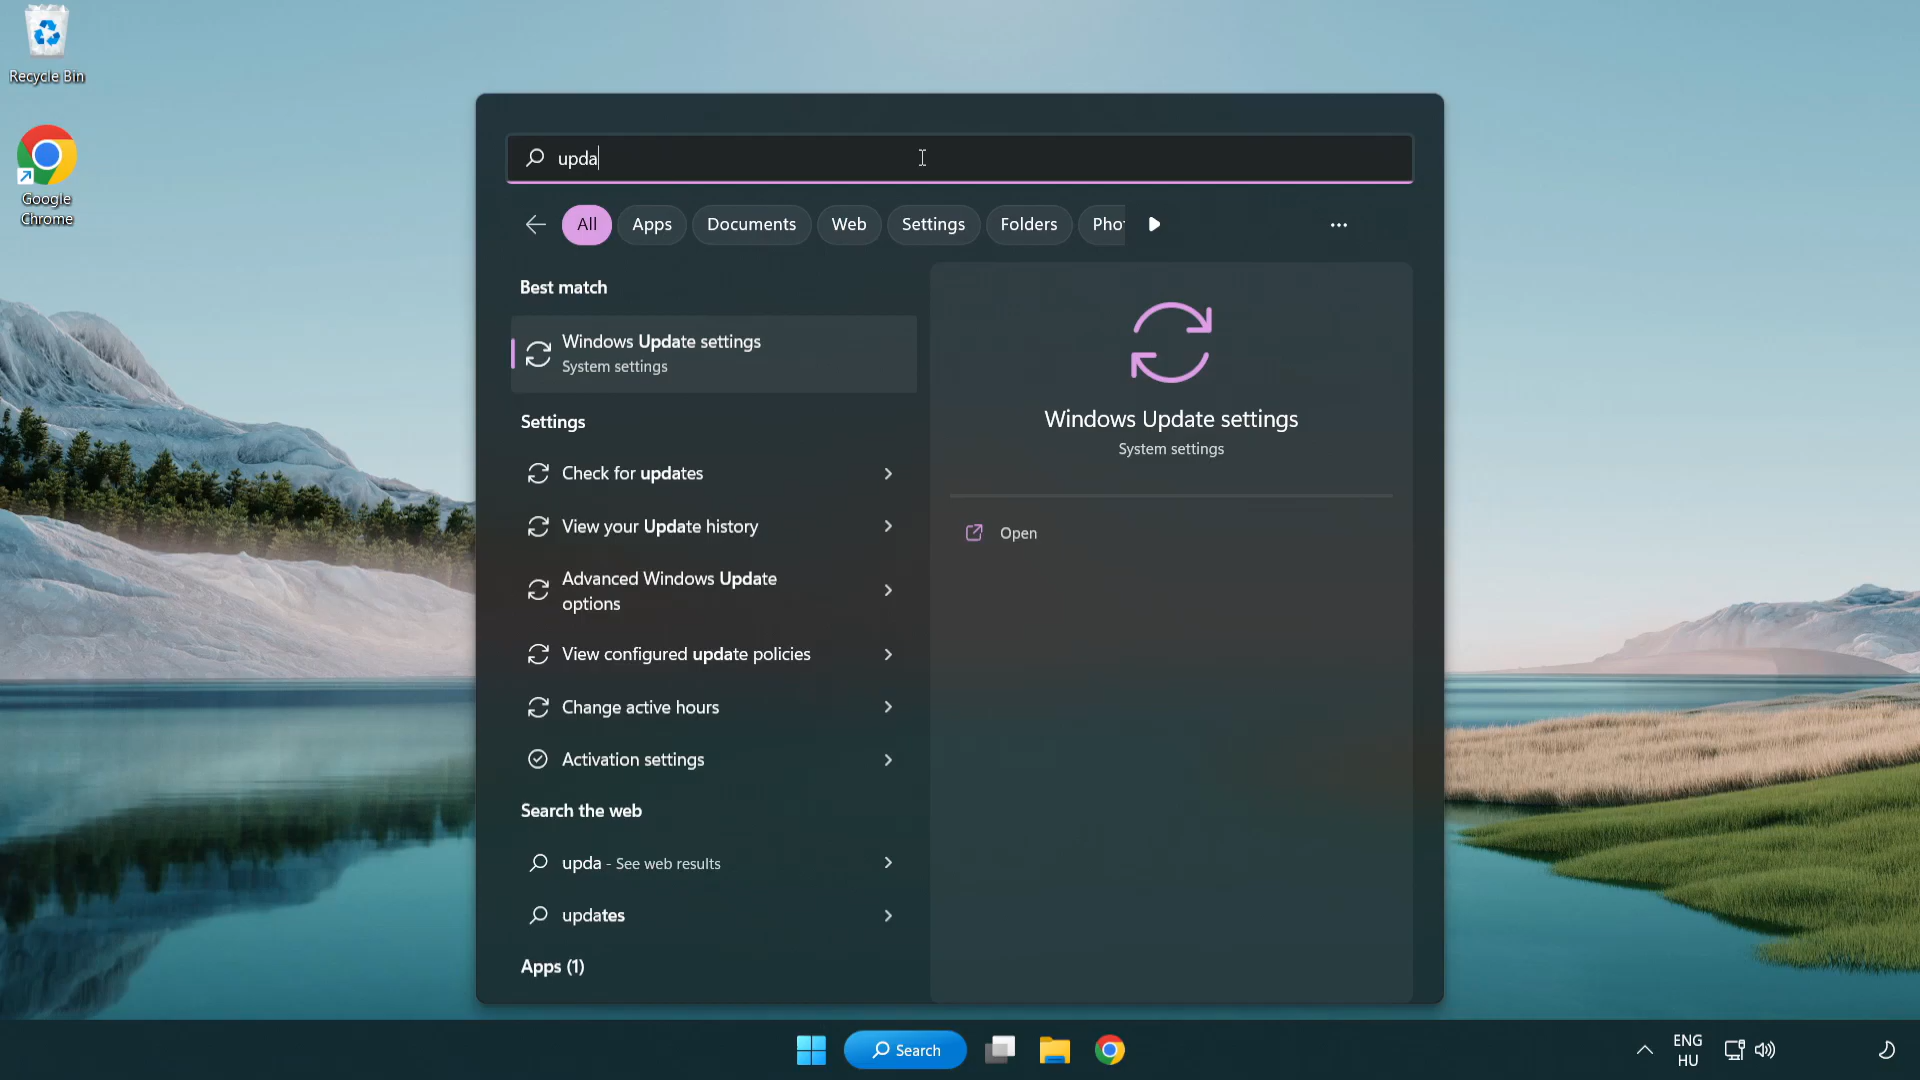 Recycle Bin
Google
Chrome
upda
All
Apps
Documents
Web
Settings
Folders
Best match
Windows Update settings
System settings
Settings
Check for updates
View your Update history
Advanced Windows Update
options
View configured update policies
Change active hours
Activation settings
Search the web
upda - See web results
updates
Apps (1)
Windows Update settings
System settings
Open
Search
ENG
HU